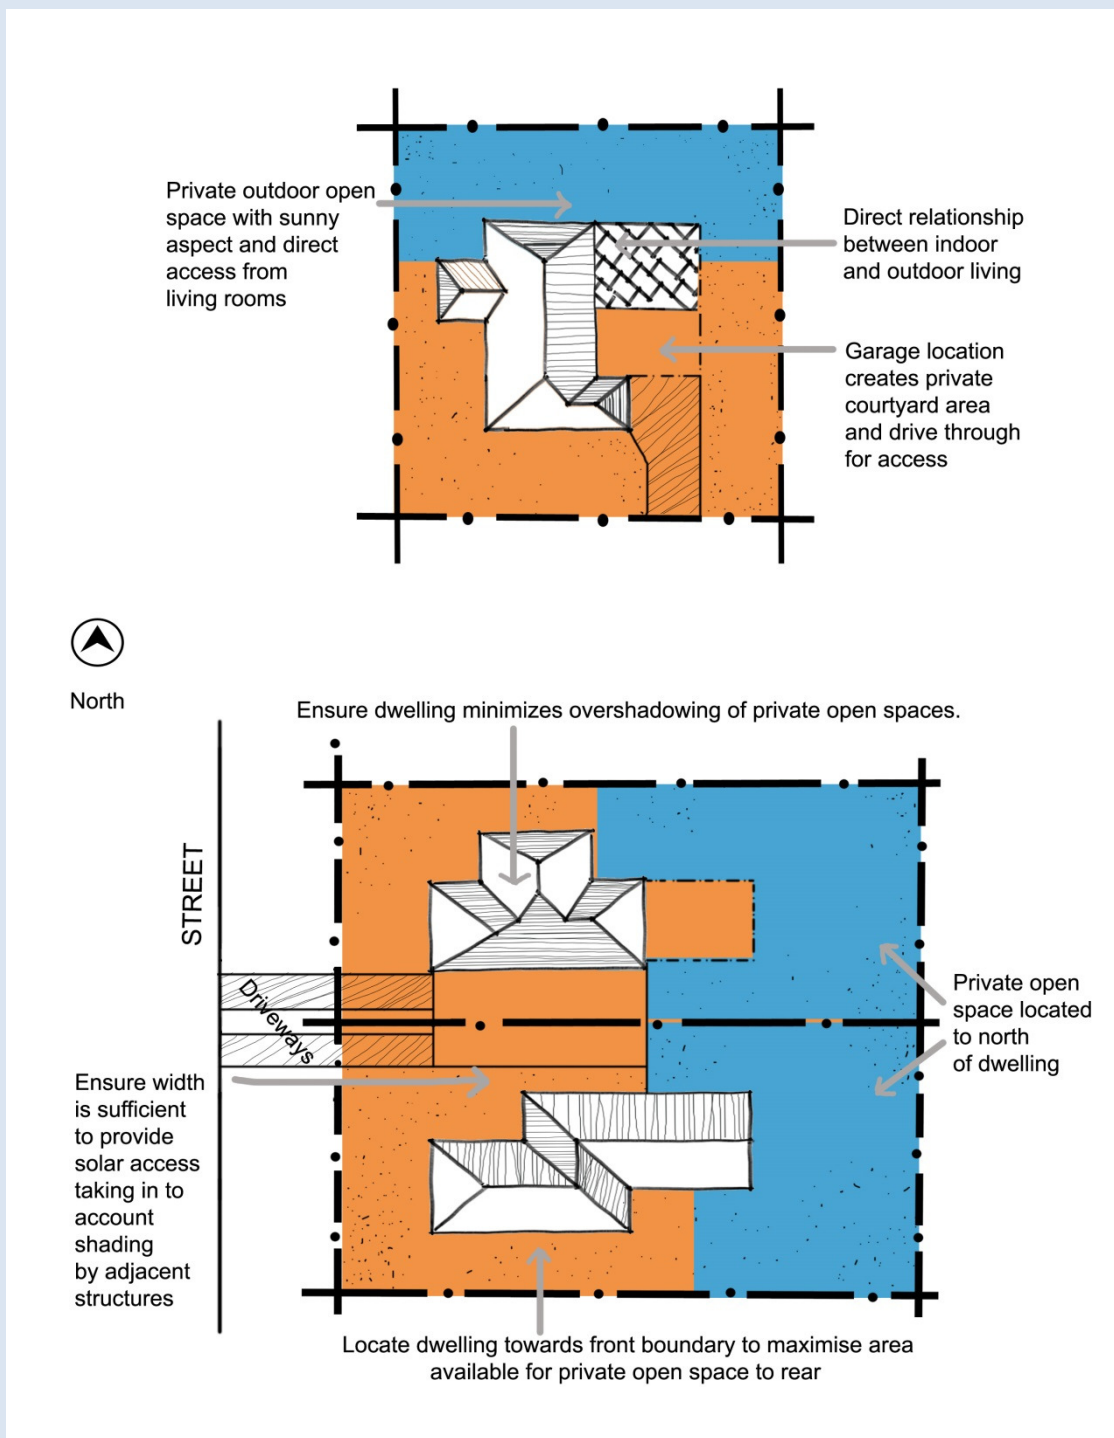 Private outdoor open
space with sunny
aspect and direct
access from
living rooms
Direct relationship
between indoor
and outdoor living
Garage location
creates private
courtyard area
and drive through
for access
North
Ensure dwelling minimizes overshadowing of private open spaces.
STREET
Driveways
Private open
space located
to north
of dwelling
Ensure width
is sufficient
to provide
solar access
taking in to
account
shading
by adjacent
structures
Locate dwelling towards front boundary to maximise area
available for private open space to rear